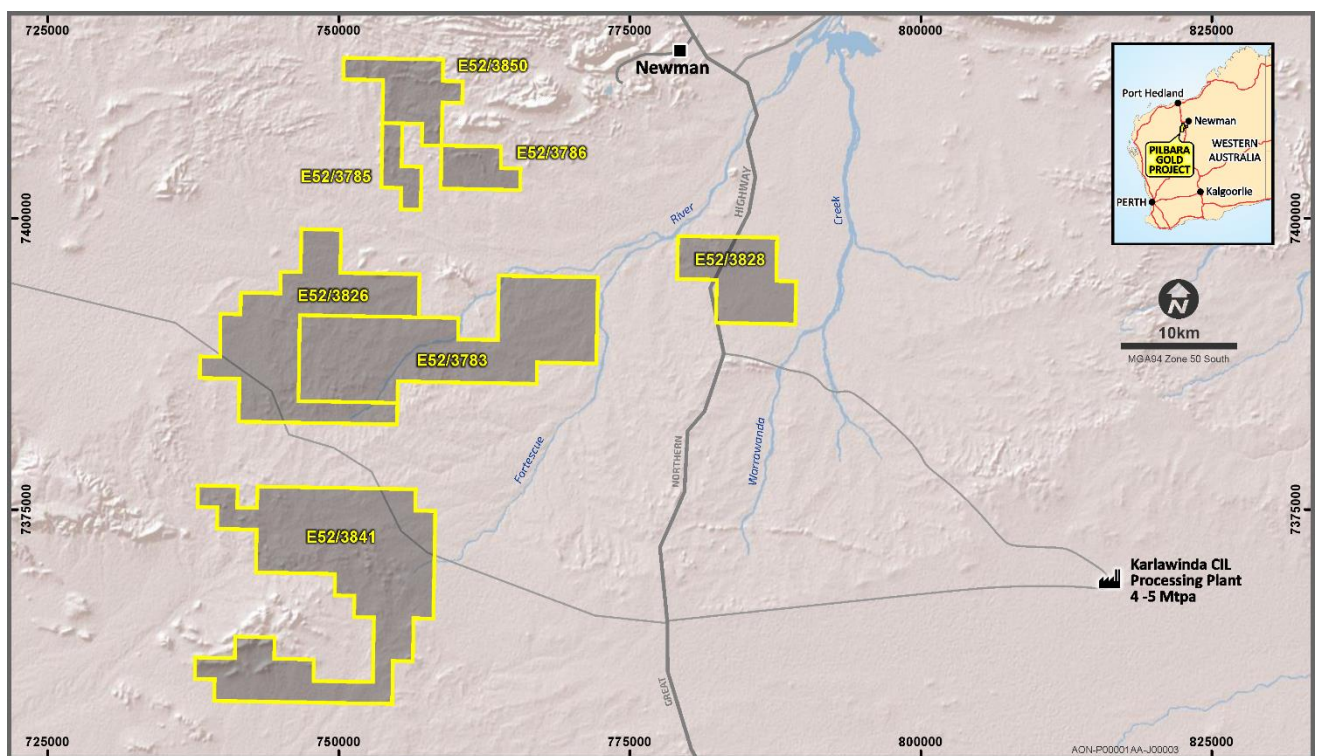 725000
750000
775000
800000
825000
E52/3850
Newman
E52/3786
E52/3785
Port Hedland
Newman
PILBARA
GOLD
PROJECT
WESTERN
AUSTRALIA
Kalgoorlie
PERTH
7400000
7400000
River
HIGHWAY
Creek
E52/3828
E52/3826
E52/3783
N
10km
MGA94 Zone 50 South
Fortescue
NORTHERN
Warrawanda
7375000
7375000
E52/3841
Karlawinda CIL
Processing Plant
4 -5 Mtpa
GREAT
725000
750000
775000
800000
825000
AON-P00001AA-J00003